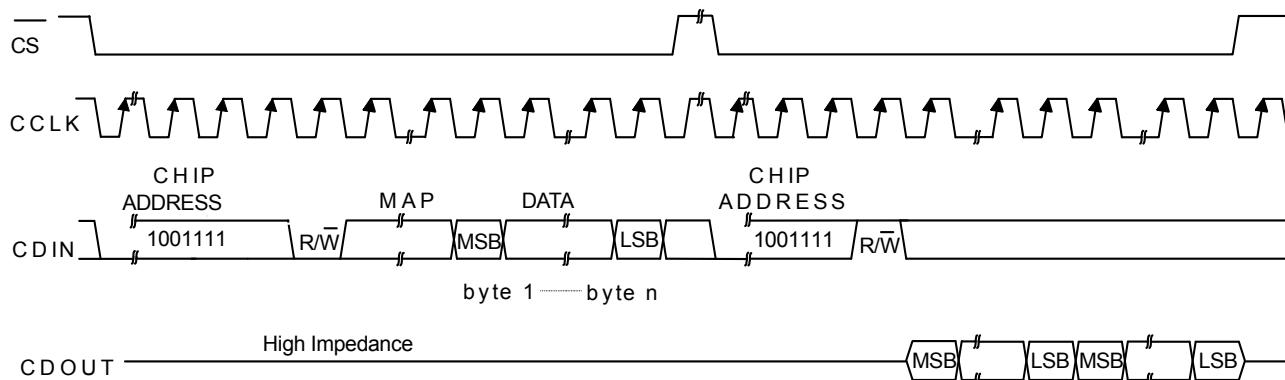 CS
CCLK
CHIP
ADDRESS
MAP
DATA
CHIP
ADDRESS
CDIN
1001111
R/W
MSB
LSB
1001111
R/W
byte 1
byte n
CDOUT
High Impedance
MSB
LSB
MSB
LSB